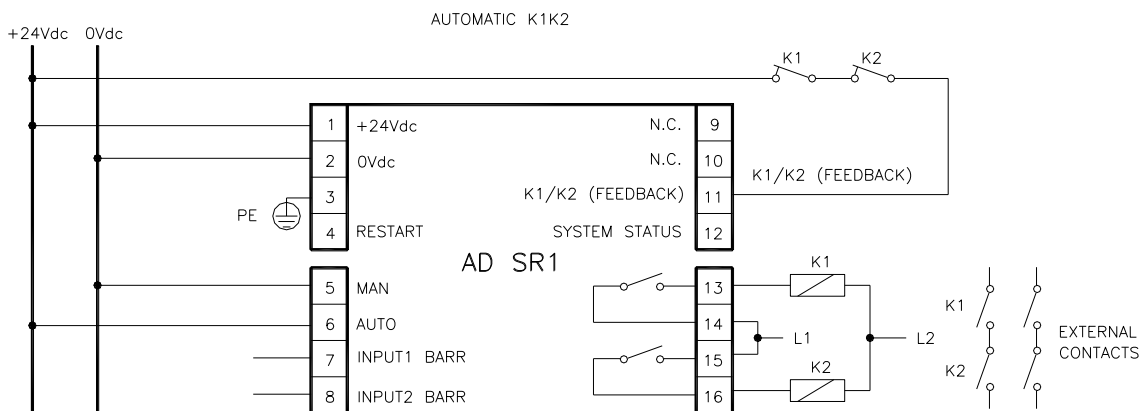 AUTOMATIC K1K2
+24Vdc 0Vdc
K1 K2
1 +24Vdc N.C. 9
2 0Vdc N.C. 10
3 K1/K2 (FEEDBACK) 11 K1/K2 (FEEDBACK)
PE
4 RESTART SYSTEM STATUS 12
AD SR1
K1
5 MAN 13
K1
6 AUTO 14
L1 L2
EXTERNAL
CONTACTS
7 INPUT1 BARR 15
K2 K2
8 INPUT2 BARR 16